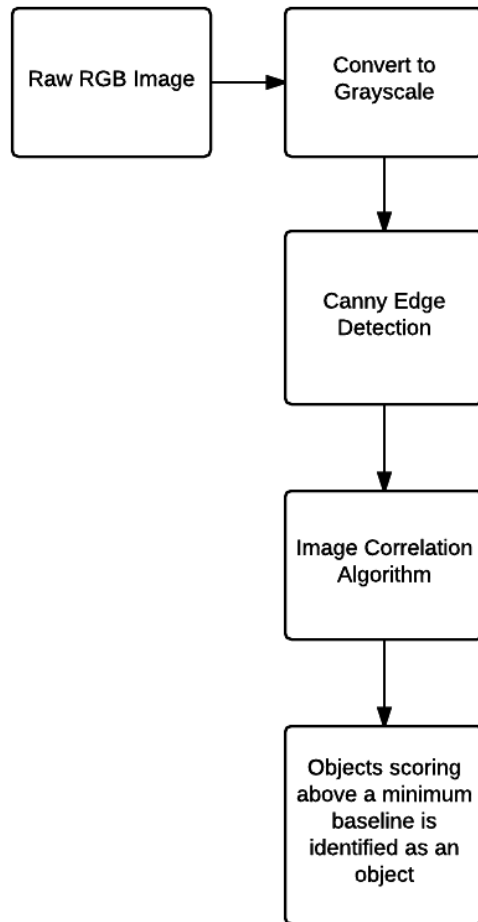 Raw RGB Image
Convert to
Grayscale
Canny Edge
Detection
Image Correlation
Algorithm
Objects scoring
above a minimum
baseline is
identified as an
object